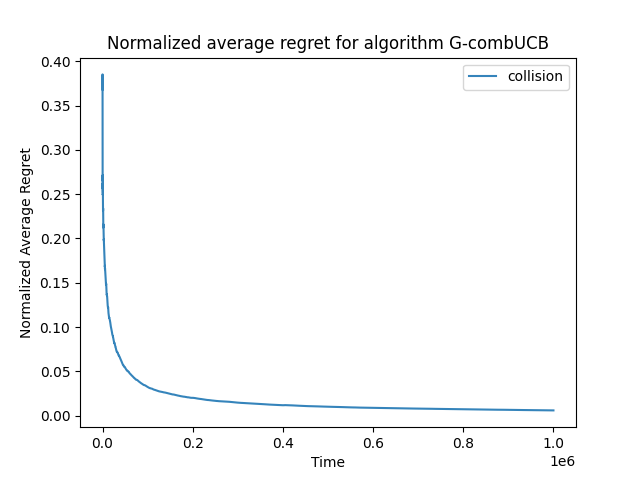 Normalized average regret for algorithm G-combUCB
collision
Normalized Average Regret
0.40
0.35
0.30
0.25
0.20
0.15
0.10
0.05
0.00
0.0 0.2 0.4 0.6 0.8 1.0
1e6
Time